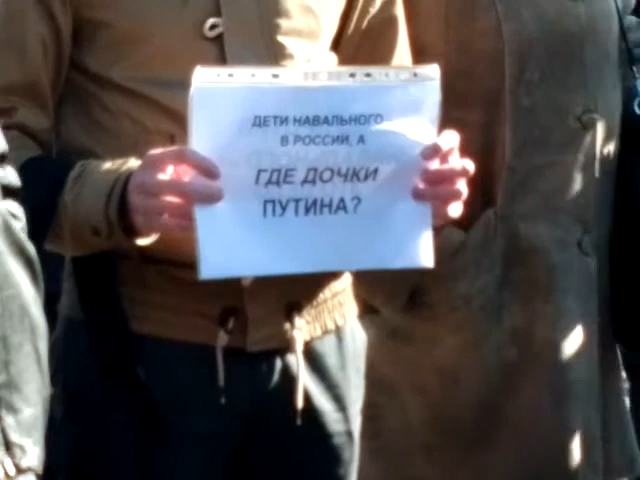 ДЕТИ НАВАЛЬНОГО
В РОССИИ, А
ГДЕ ДОЧКИ
ПУТИНА?